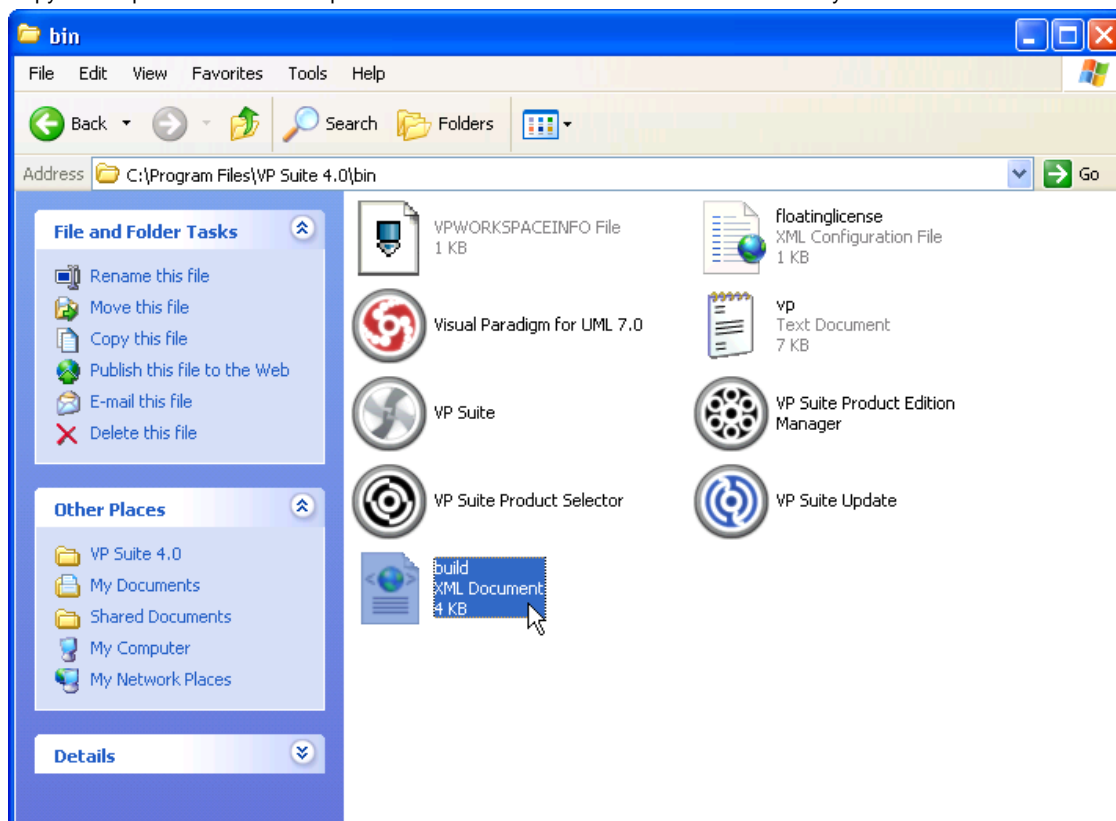 bin
File Edit View Favorites Tools Help
Back Search Folders
Address C:\Program Files\VP Suite 4.0\bin Go
File and Folder Tasks
Rename this file
Move this file
Copy this file
Publish this file to the Web
E-mail this file
Delete this file
Other Places
VP Suite 4.0
My Documents
Shared Documents
My Computer
My Network Places
Details
VPWORKSPACEINFO File
1 KB
floatinglicense
XML Configuration File
1 KB
Visual Paradigm for UML 7.0
vp
Text Document
7 KB
VP Suite
VP Suite Product Edition
Manager
VP Suite Product Selector
VP Suite Update
build
XML Document
4 KB